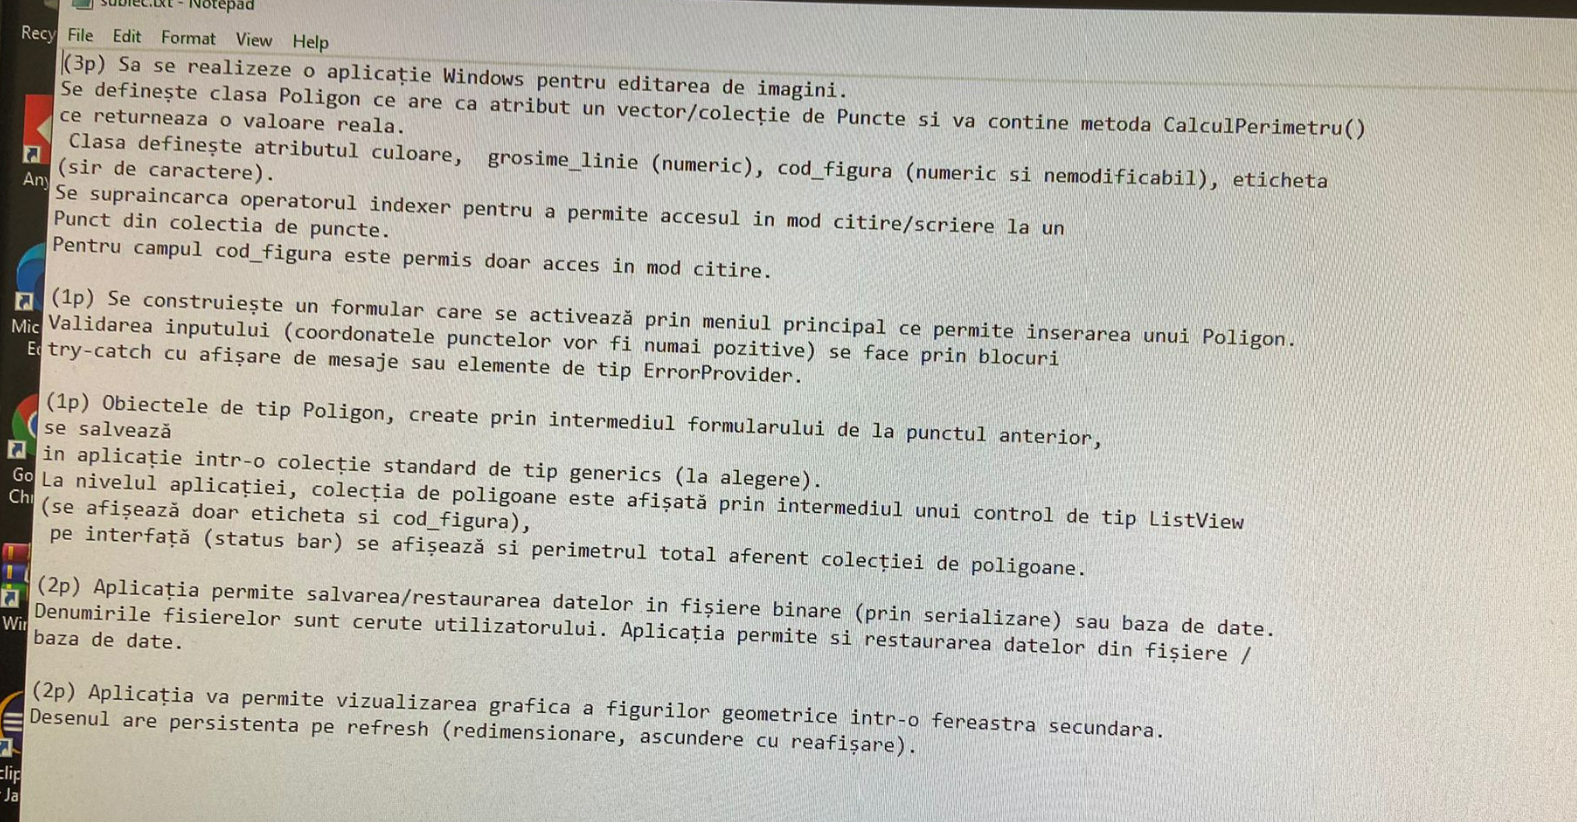 subiec.txt - Notepad
File Edit Format View Help
Recy
(3p) Sa se realizeze o aplicație Windows pentru editarea de imagini.
Se definește clasa Poligon ce are ca atribut un vector/colecție de Puncte si va contine metoda CalculPerimetru()
ce returneaza o valoare reala.
Clasa definește atributul culoare, grosime_linie (numeric), cod_figura (numeric si nemodificabil), eticheta
(sir de caractere).
Any
Se supraincarca operatorul indexer pentru a permite accesul in mod citire/scriere la un
Punct din colectia de puncte.
Pentru campul cod_figura este permis doar acces in mod citire.
(1p) Se construiește un formular care se activează prin meniul principal ce permite inserarea unui Poligon.
Mic
Validarea inputului (coordonatele punctelor vor fi numai pozitive) se face prin blocuri
try-catch cu afișare de mesaje sau elemente de tip ErrorProvider.
(1p) Obiectele de tip Poligon, create prin intermediul formularului de la punctul anterior,
se salvează
in aplicație intr-o colecție standard de tip generics (la alegere).
Go
Chr
La nivelul aplicației, colecția de poligoane este afișată prin intermediul unui control de tip ListView
(se afișează doar eticheta si cod_figura),
pe interfață (status bar) se afișează si perimetrul total aferent colecției de poligoane.
(2p) Aplicația permite salvarea/restaurarea datelor in fișiere binare (prin serializare) sau baza de date.
Win
Denumirile fisierelor sunt cerute utilizatorului. Aplicația permite si restaurarea datelor din fișiere /
baza de date.
(2p) Aplicația va permite vizualizarea grafica a figurilor geometrice intr-o fereastra secundara.
Desenul are persistenta pe refresh (redimensionare, ascundere cu reafișare).
clip
Ja